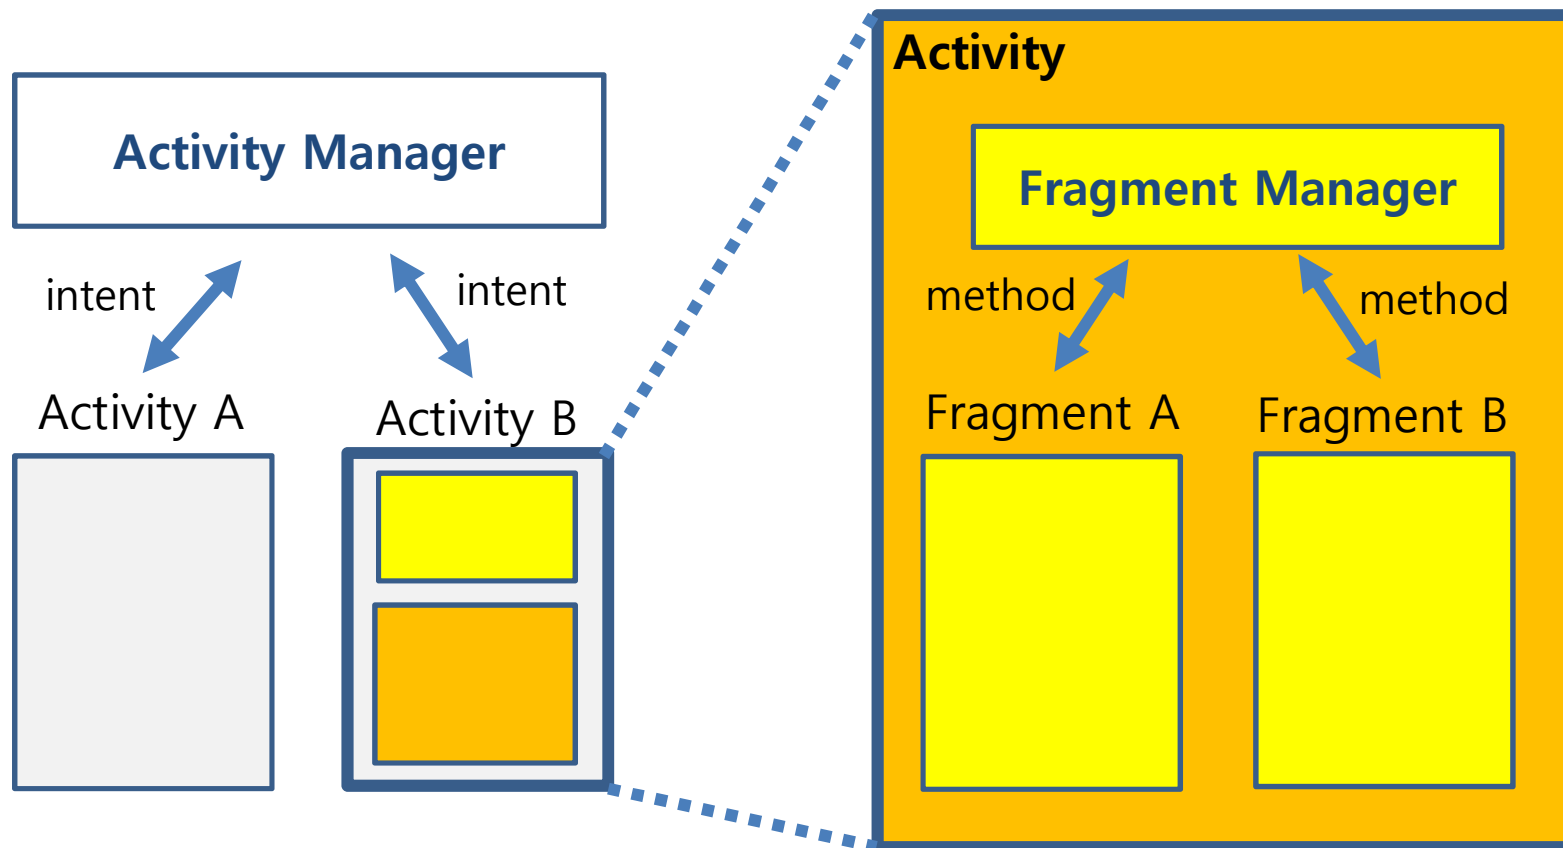 Activity Manager
intent
intent
Activity A
Activity B
Activity
Fragment Manager
method
method
Fragment A
Fragment B